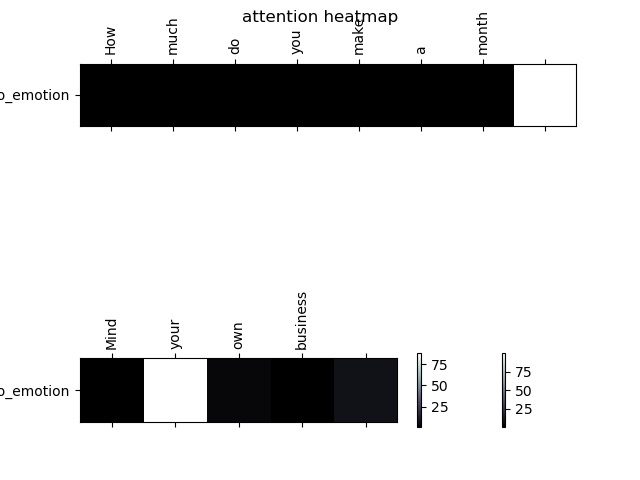 attention heatmap
How much do you make a month
o_emotion
Mind your own business
o_emotion
75
50
25
75
50
25